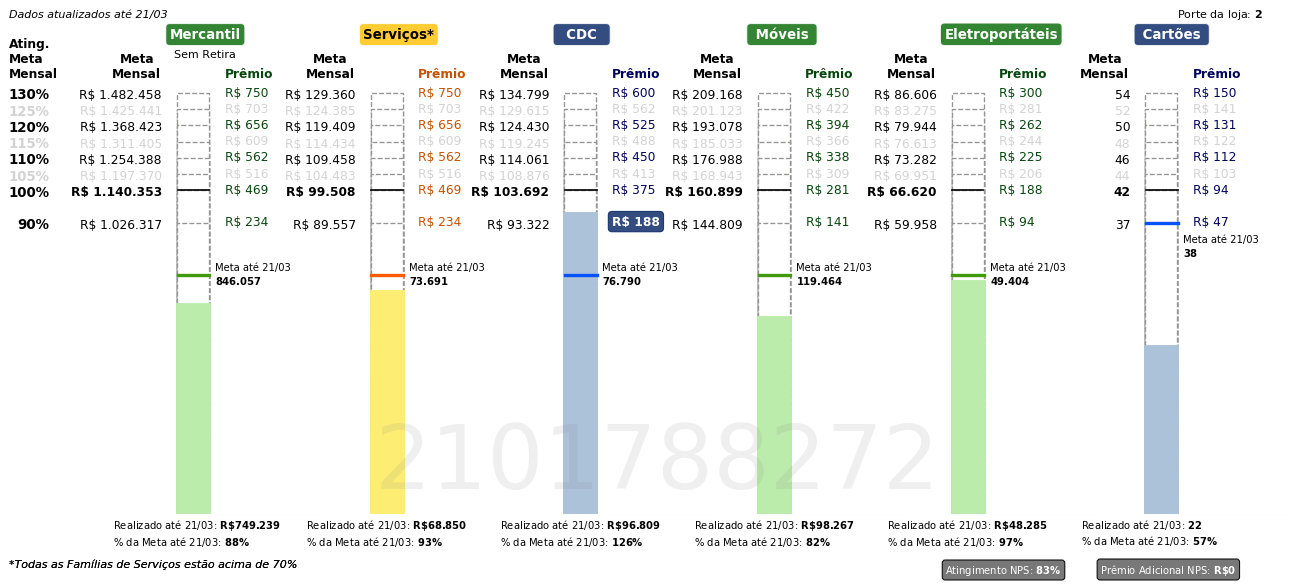 Dados atualizados até 21/03 Porte da loja: 2
Mercantil Serviços* CDC Móveis Eletroportáteis Cartões
Sem Retira
Ating. Meta Mensal Meta Mensal Prêmio Meta Mensal Prêmio Meta Mensal Prêmio Meta Mensal Prêmio Meta Mensal Prêmio Meta Mensal Prêmio
130% R$ 1.482.458 R$ 750 R$ 129.360 R$ 750 R$ 134.799 R$ 600 R$ 209.168 R$ 450 R$ 86.606 R$ 300 54 R$ 150
125% R$ 1.425.441 R$ 703 R$ 124.385 R$ 703 R$ 129.615 R$ 562 R$ 201.123 R$ 422 R$ 83.275 R$ 281 52 R$ 141
120% R$ 1.368.423 R$ 656 R$ 119.409 R$ 656 R$ 124.430 R$ 525 R$ 193.078 R$ 394 R$ 79.944 R$ 262 50 R$ 131
115% R$ 1.311.405 R$ 609 R$ 114.434 R$ 609 R$ 119.245 R$ 488 R$ 185.033 R$ 366 R$ 76.613 R$ 244 48 R$ 122
110% R$ 1.254.388 R$ 562 R$ 109.458 R$ 562 R$ 114.061 R$ 450 R$ 176.988 R$ 338 R$ 73.282 R$ 225 46 R$ 112
105% R$ 1.197.370 R$ 516 R$ 104.483 R$ 516 R$ 108.876 R$ 413 R$ 168.943 R$ 309 R$ 69.951 R$ 206 44 R$ 103
100% R$ 1.140.353 R$ 469 R$ 99.508 R$ 469 R$ 103.692 R$ 375 R$ 160.899 R$ 281 R$ 66.620 R$ 188 42 R$ 94
90% R$ 1.026.317 R$ 234 R$ 89.557 R$ 234 R$ 93.322 R$ 188 R$ 144.809 R$ 141 R$ 59.958 R$ 94 37 R$ 47
Meta até 21/03
38
Meta até 21/03 Meta até 21/03 Meta até 21/03 Meta até 21/03 Meta até 21/03
846.057 73.691 76.790 119.464 49.404
2101788272
Realizado até 21/03: R$749.239 Realizado até 21/03: R$68.850 Realizado até 21/03: R$96.809 Realizado até 21/03: R$98.267 Realizado até 21/03: R$48.285 Realizado até 21/03: 22
% da Meta até 21/03: 88% % da Meta até 21/03: 93% % da Meta até 21/03: 126% % da Meta até 21/03: 82% % da Meta até 21/03: 97% % da Meta até 21/03: 57%
*Todas as Famílias de Serviços estão acima de 70% Atingimento NPS: 83% Prêmio Adicional NPS: R$0